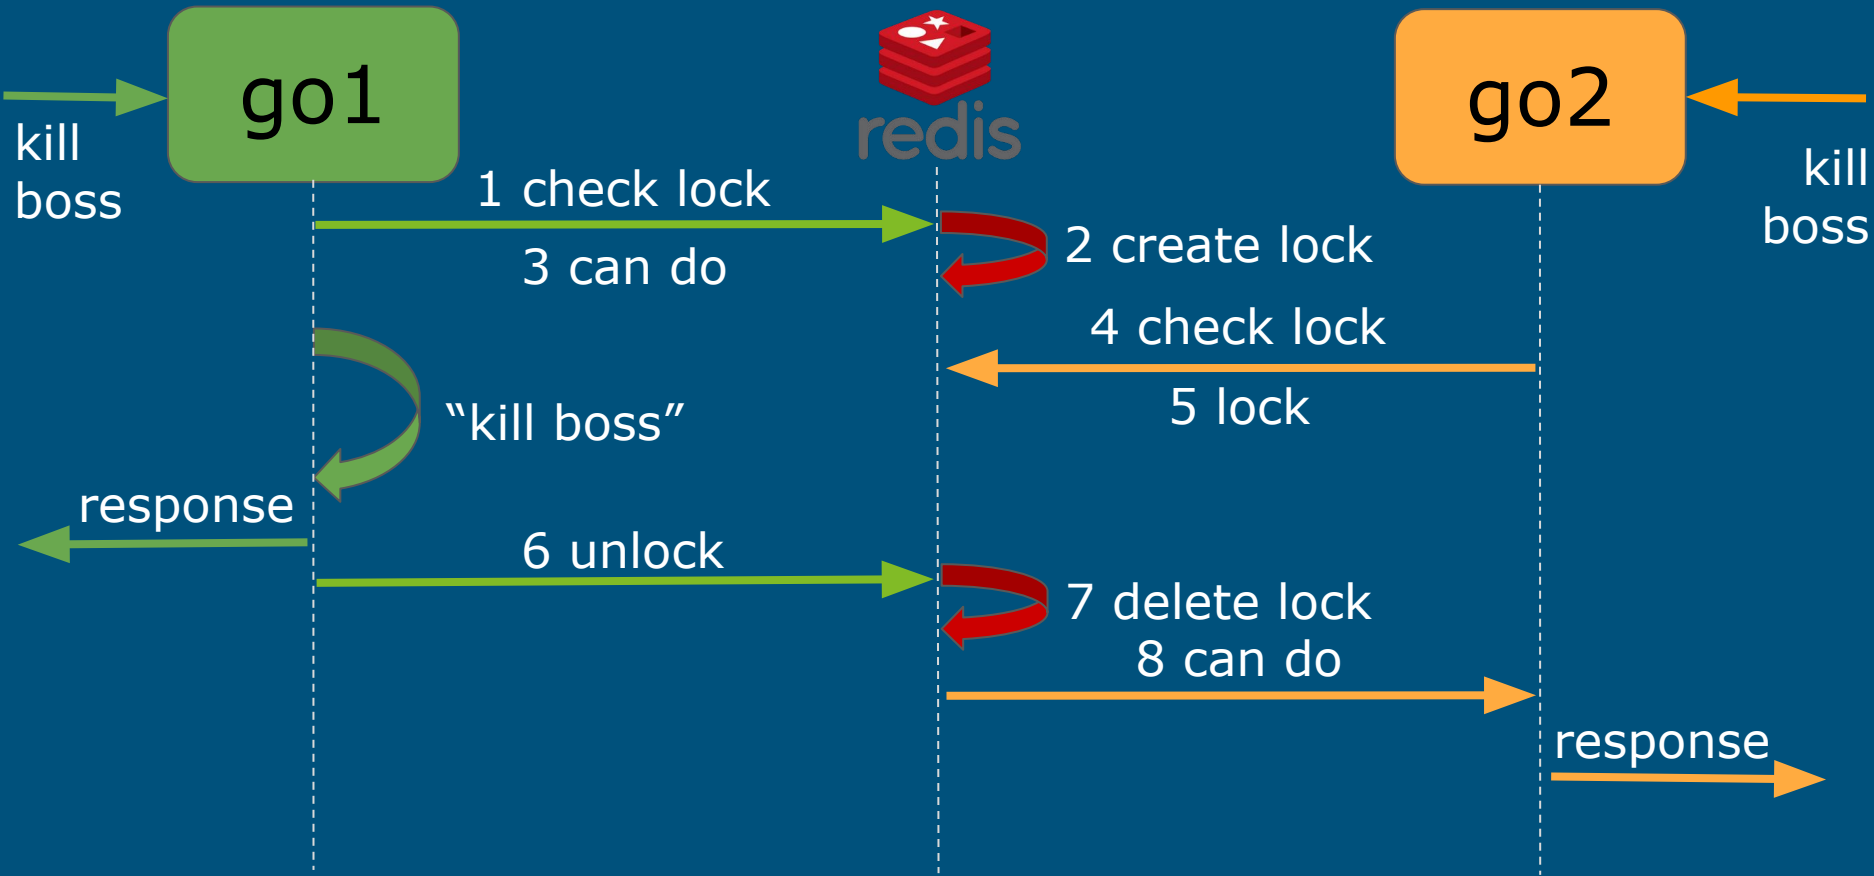 go1
redis
go2
kill
boss
kill
boss
1 check lock
2 create lock
3 can do
4 check lock
5 lock
“kill boss”
response
6 unlock
7 delete lock
8 can do
response